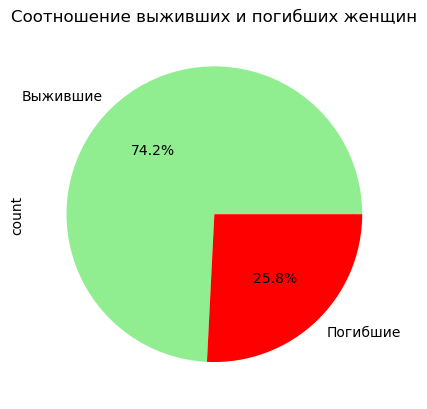 Соотношение выживших и погибших женщин
Выжившие
74.2%
count
25.8%
Погибшие